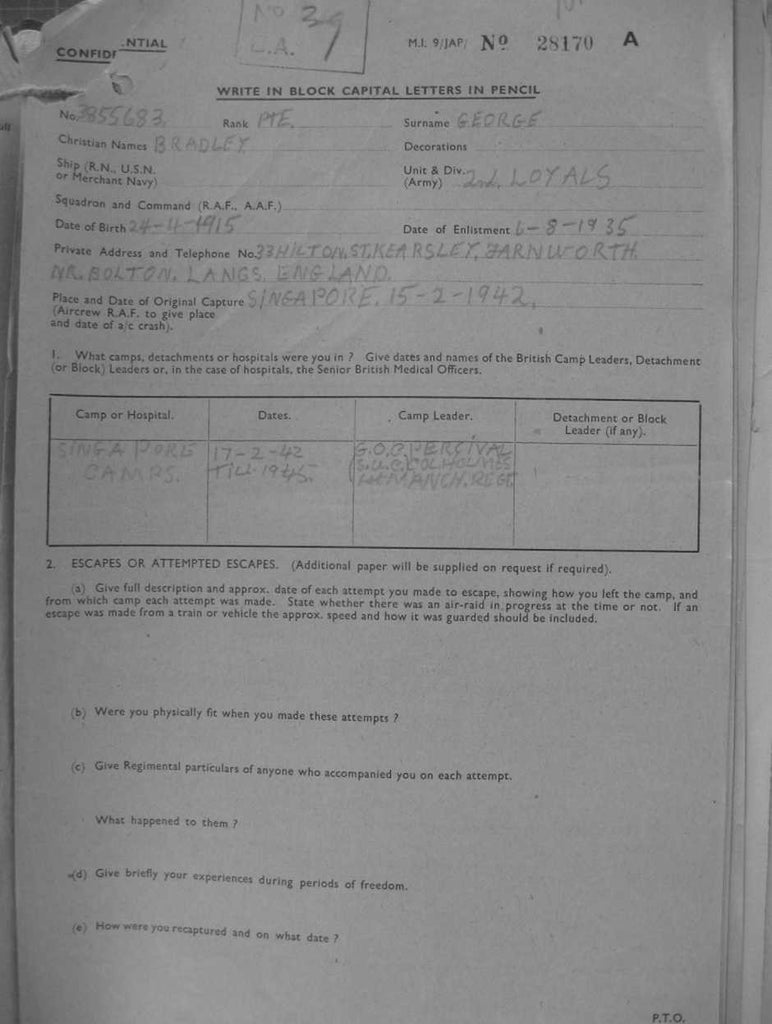 CONFIDENTIAL
No 39
C.A.
M.I. 9/JAP/ No 28170 A
WRITE IN BLOCK CAPITAL LETTERS IN PENCIL
No. 3855683 Rank PTE. Surname GEORGE
Christian Names BRADLEY Decorations
Ship (R.N., U.S.N. or Merchant Navy) Unit & Div. (Army) 2nd. LOYALS
Squadron and Command (R.A.F., A.A.F.)
Date of Birth 24-4-1915 Date of Enlistment 6-8-1935
Private Address and Telephone No. 33 HILTON, ST, KEARSLEY, FARNWORTH.
NR. BOLTON. LANCS, ENGLAND.
Place and Date of Original Capture SINGAPORE. 15-2-1942.
(Aircrew R.A.F. to give place
and date of a/c crash).
1. What camps, detachments or hospitals were you in ? Give dates and names of the British Camp Leaders, Detachment
(or Block) Leaders or, in the case of hospitals, the Senior British Medical Officers.
Camp or Hospital. Dates. Camp Leader. Detachment or Block
Leader (if any).
SINGAPORE 17-2-42 G.O.C. PERCIVAL
CAMPS. TILL 1945. COL HOLMES
MANCH. REGT
2. ESCAPES OR ATTEMPTED ESCAPES. (Additional paper will be supplied on request if required).
(a) Give full description and approx. date of each attempt you made to escape, showing how you left the camp, and
from which camp each attempt was made. State whether there was an air-raid in progress at the time or not. If an
escape was made from a train or vehicle the approx. speed and how it was guarded should be included.
(b) Were you physically fit when you made these attempts ?
(c) Give Regimental particulars of anyone who accompanied you on each attempt.
What happened to them ?
(d) Give briefly your experiences during periods of freedom.
(e) How were you recaptured and on what date ?
P.T.O.